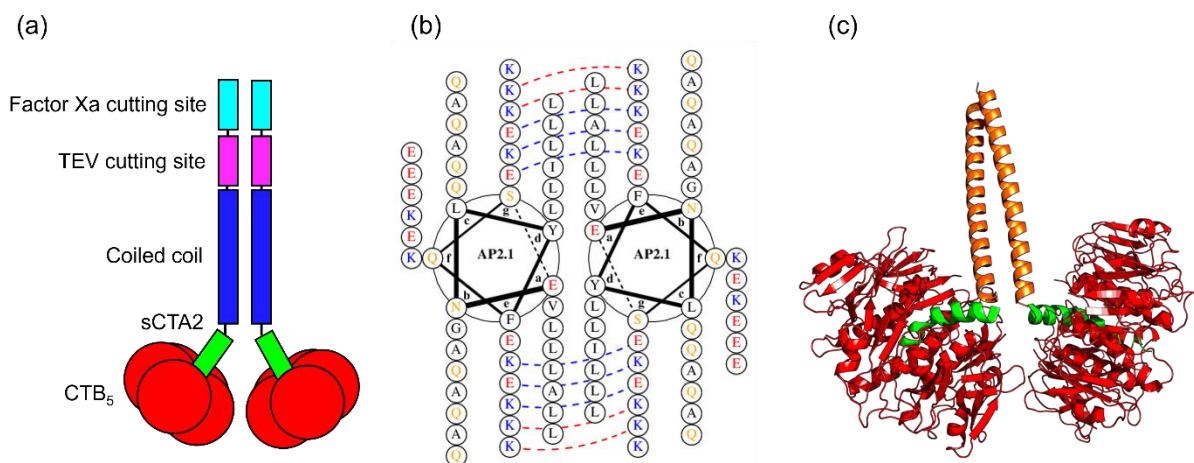 (a)
Factor Xa cutting site
TEV cutting site
Coiled coil
sCTA2
CTB5
(b)
E
E
E
K
E
K
Q
Q
A
Q
A
Q
Q
L
K
K
K
E
K
E
S
L
L
L
I
L
L
Y
c
g
d
AP2.1
f
a
b
e
N
G
A
Q
A
Q
A
Q
F
E
K
E
K
K
K
E
V
L
L
A
L
L
L
L
A
L
L
V
E
K
K
K
E
K
E
F
Q
A
Q
A
Q
A
G
N
e
a
b
AP2.1
f
d
g
c
Q
K
E
K
E
E
E
Y
L
L
I
L
L
L
S
E
K
E
K
K
K
L
Q
Q
A
Q
A
Q
(c)